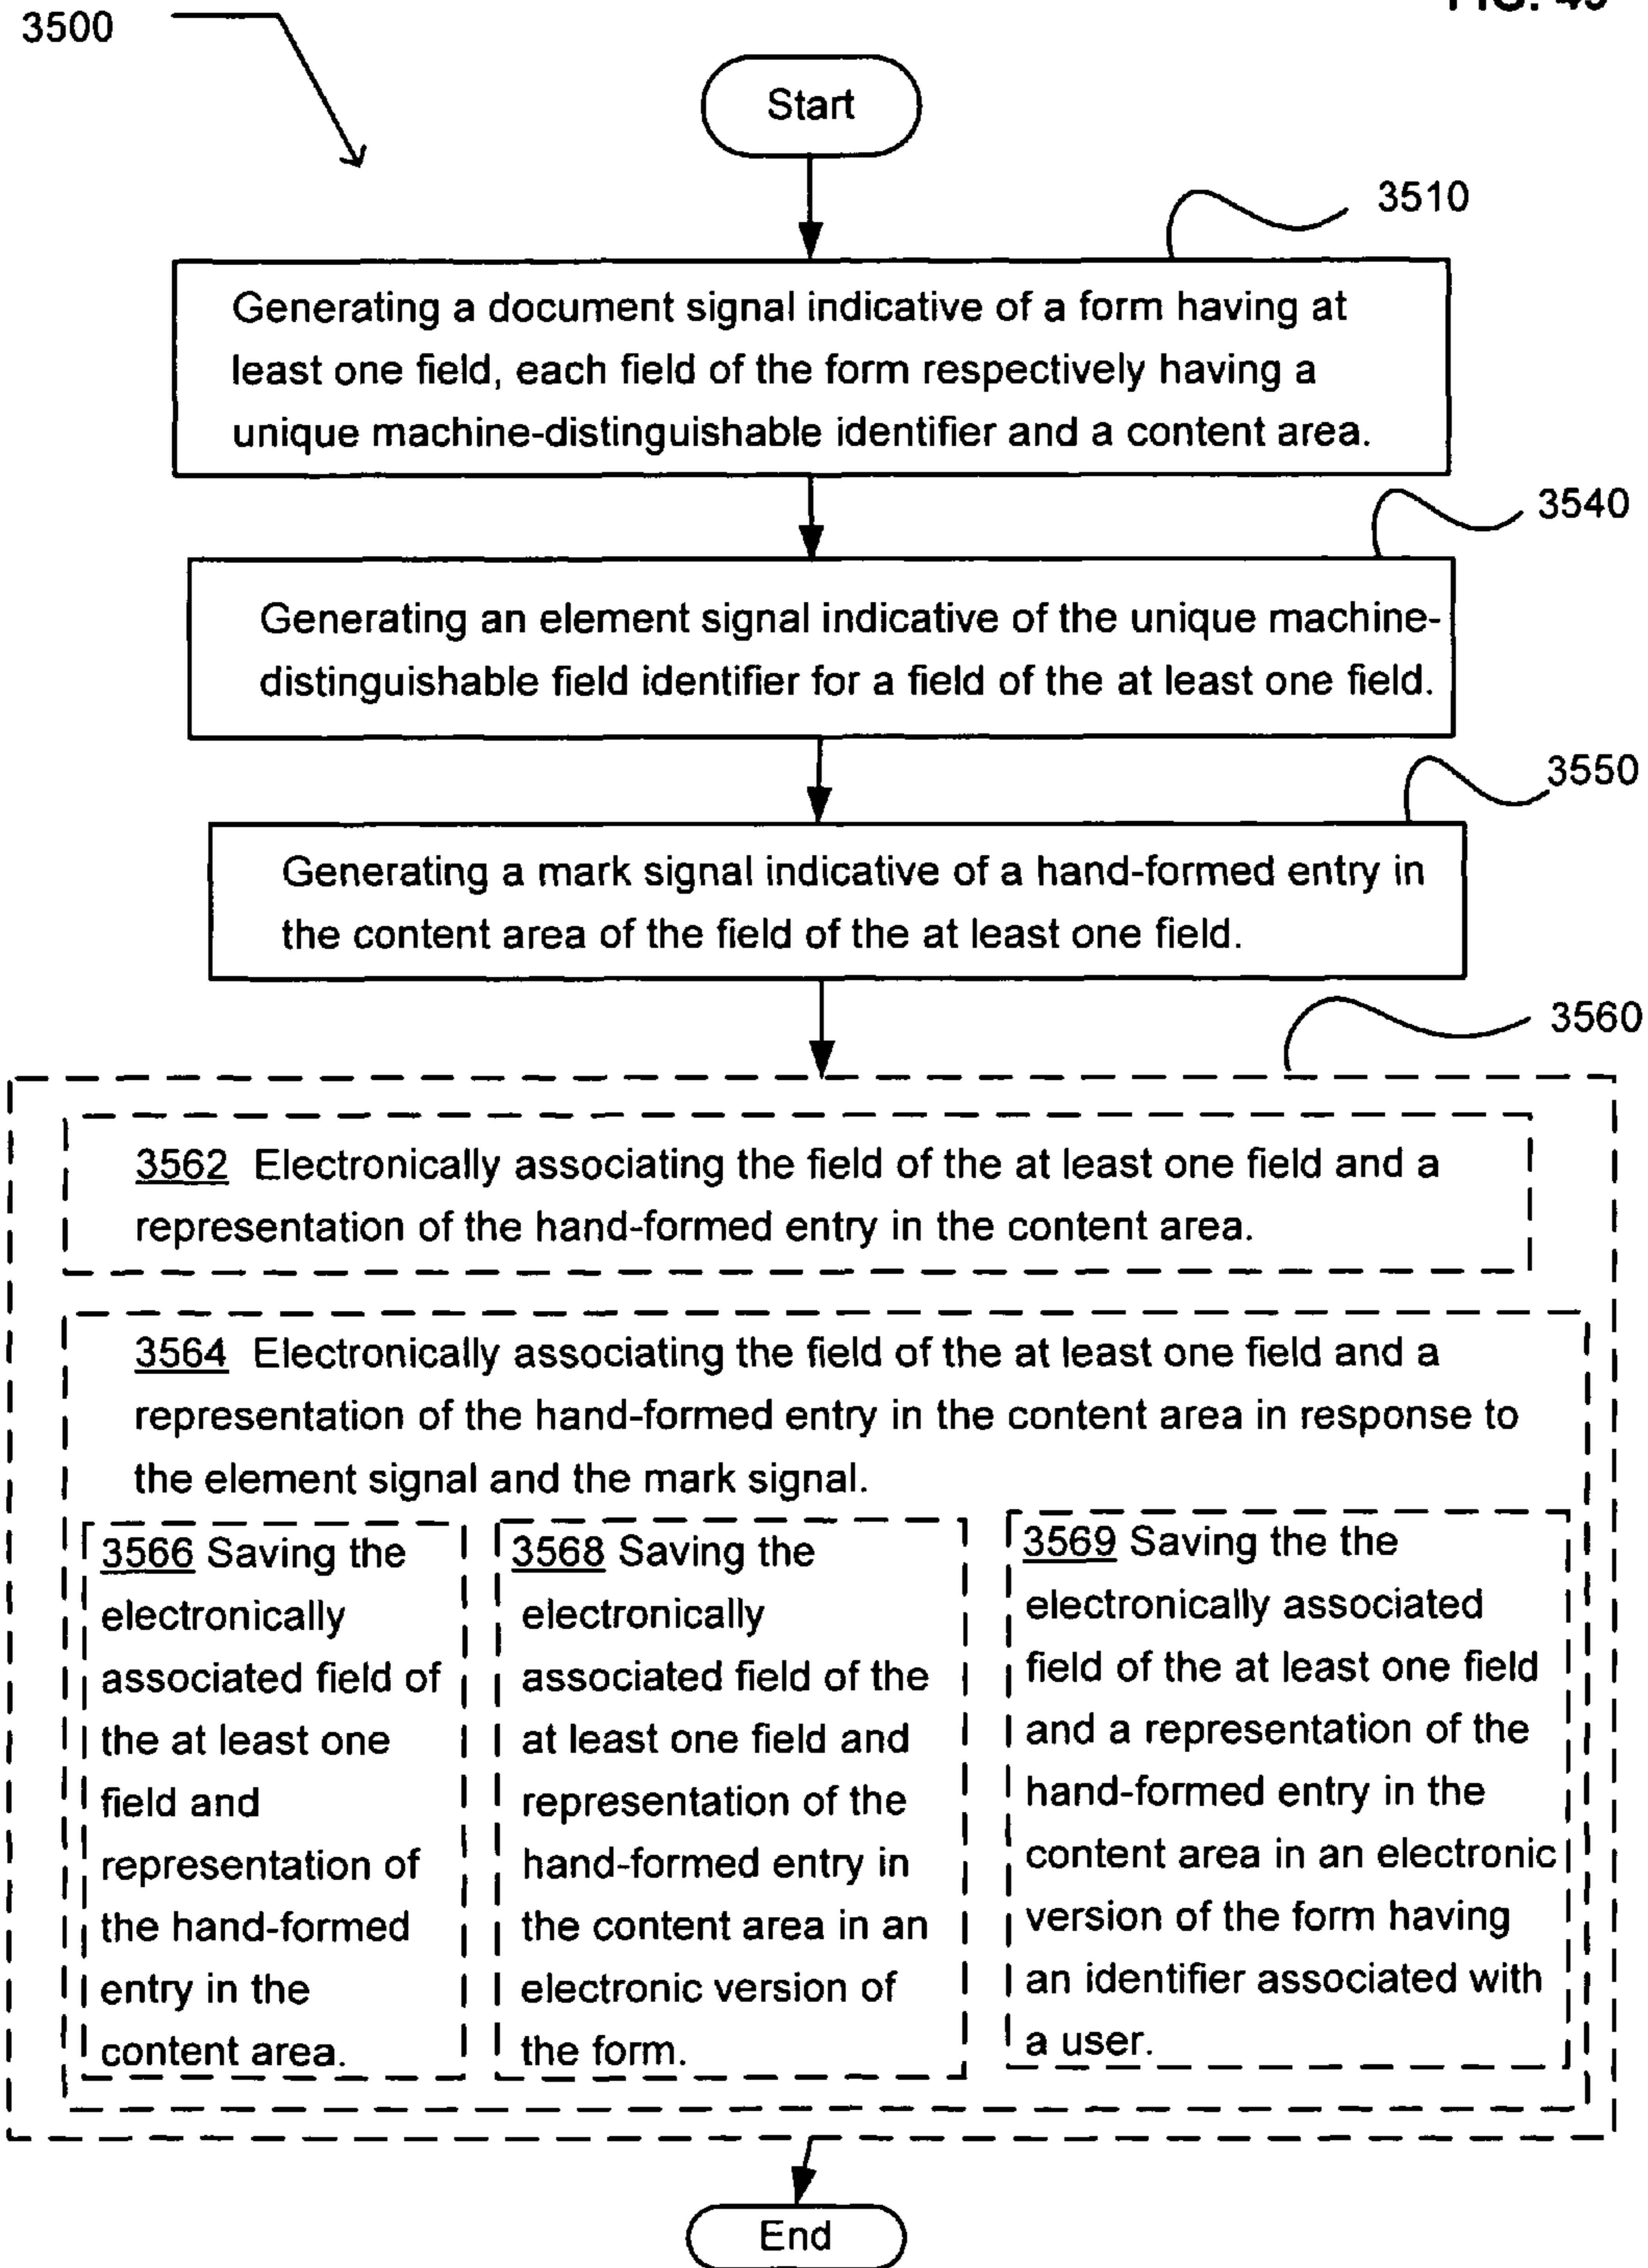 3500
Start
3510
Generating a document signal indicative of a form having at
least one field, each field of the form respectively having a
unique machine-distinguishable identifier and a content area.
3540
Generating an element signal indicative of the unique machine-
distinguishable field identifier for a field of the at least one field.
3550
Generating a mark signal indicative of a hand-formed entry in
the content area of the field of the at least one field.
3560
3562 Electronically associating the field of the at least one field and a
representation of the hand-formed entry in the content area.
3564 Electronically associating the field of the at least one field and a
representation of the hand-formed entry in the content area in response to
the element signal and the mark signal.
3566 Saving the
electronically
associated field of
the at least one
field and
representation of
the hand-formed
entry in the
content area.
3568 Saving the
electronically
associated field of the
at least one field and
representation of the
hand-formed entry in
the content area in an
electronic version of
the form.
3569 Saving the the
electronically associated
field of the at least one field
and a representation of the
hand-formed entry in the
content area in an electronic
version of the form having
an identifier associated with
a user.
End